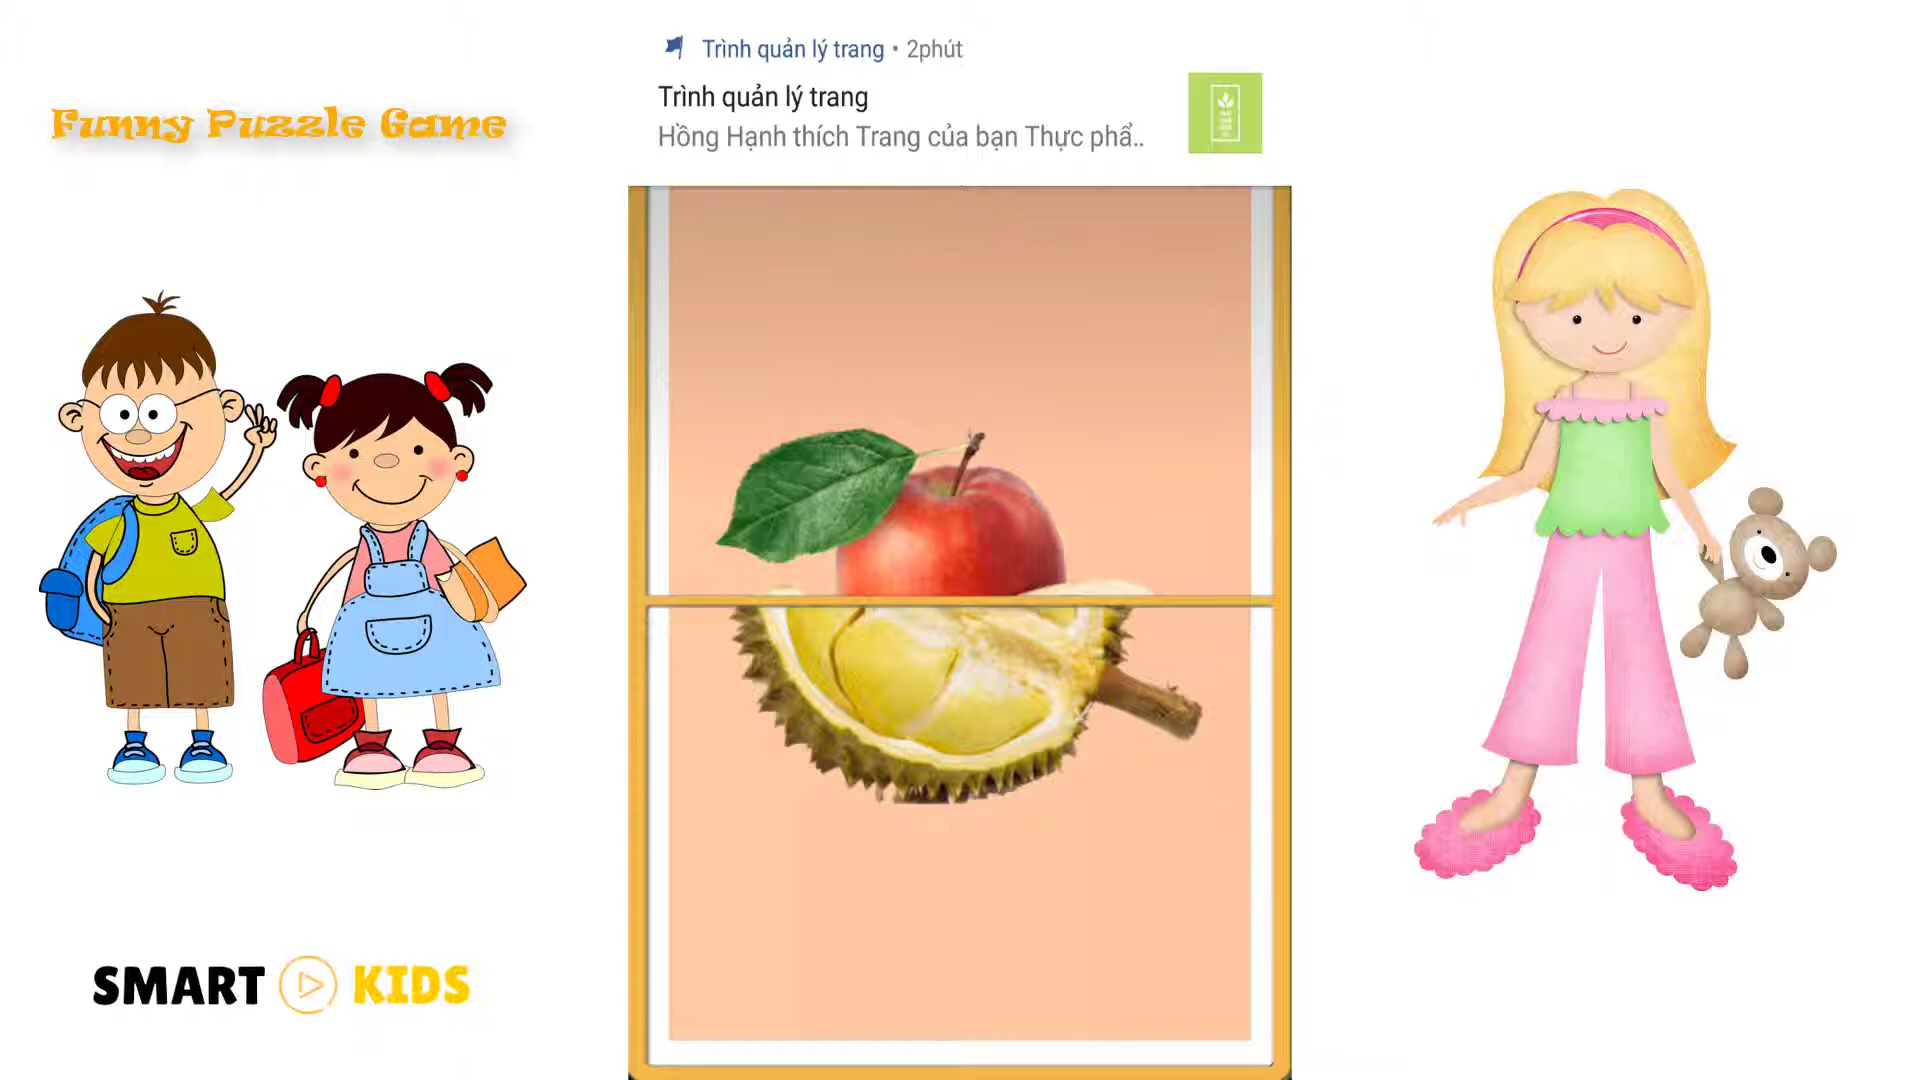 Funny Puzzle Game
Trình quản lý trang • 2phút
Trình quản lý trang
Hồng Hạnh thích Trang của bạn Thực phẩ..
SMART KIDS